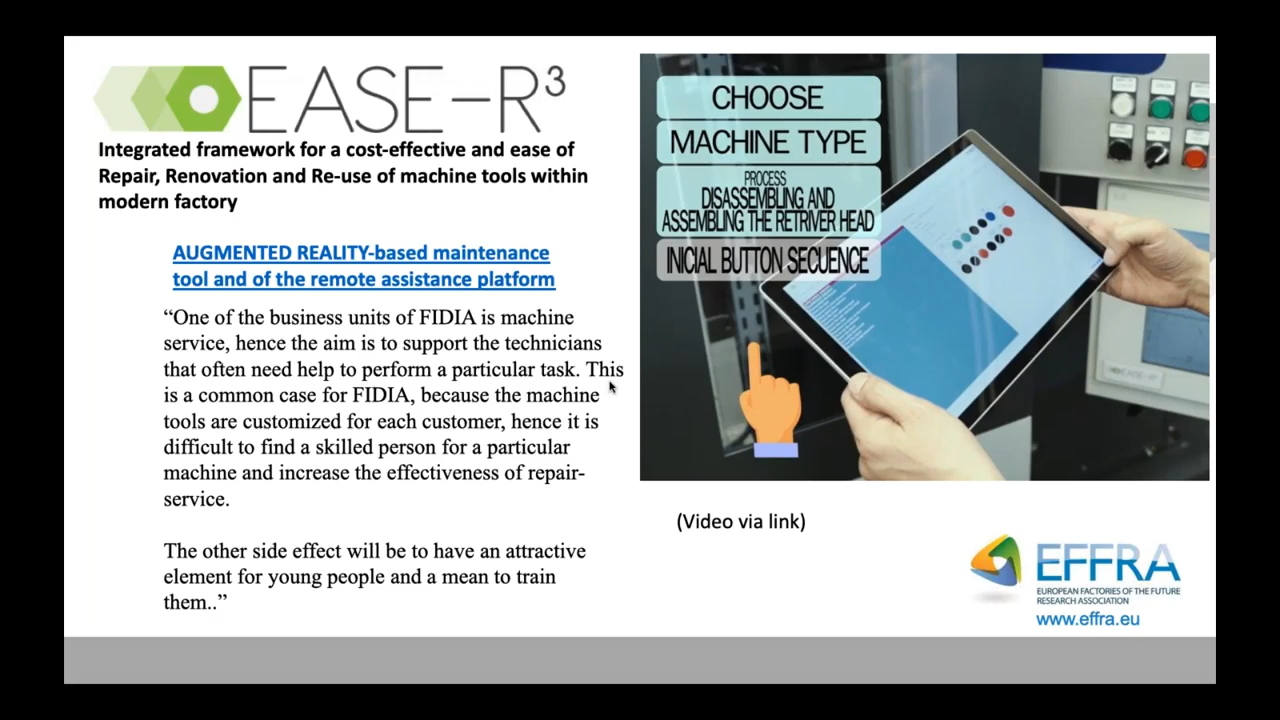 EASE-R³
Integrated framework for a cost-effective and ease of
Repair, Renovation and Re-use of machine tools within
modern factory
AUGMENTED REALITY-based maintenance
tool and of the remote assistance platform
“One of the business units of FIDIA is machine
service, hence the aim is to support the technicians
that often need help to perform a particular task. This
is a common case for FIDIA, because the machine
tools are customized for each customer, hence it is
difficult to find a skilled person for a particular
machine and increase the effectiveness of repair-
service.
The other side effect will be to have an attractive
element for young people and a mean to train
them..”
CHOOSE
MACHINE TYPE
PROCESS
DISASSEMBLING AND
ASSEMBLING THE RETRIVER HEAD
INICIAL BUTTON SECUENCE
(Video via link)
EFFRA
EUROPEAN FACTORIES OF THE FUTURE
RESEARCH ASSOCIATION
www.effra.eu